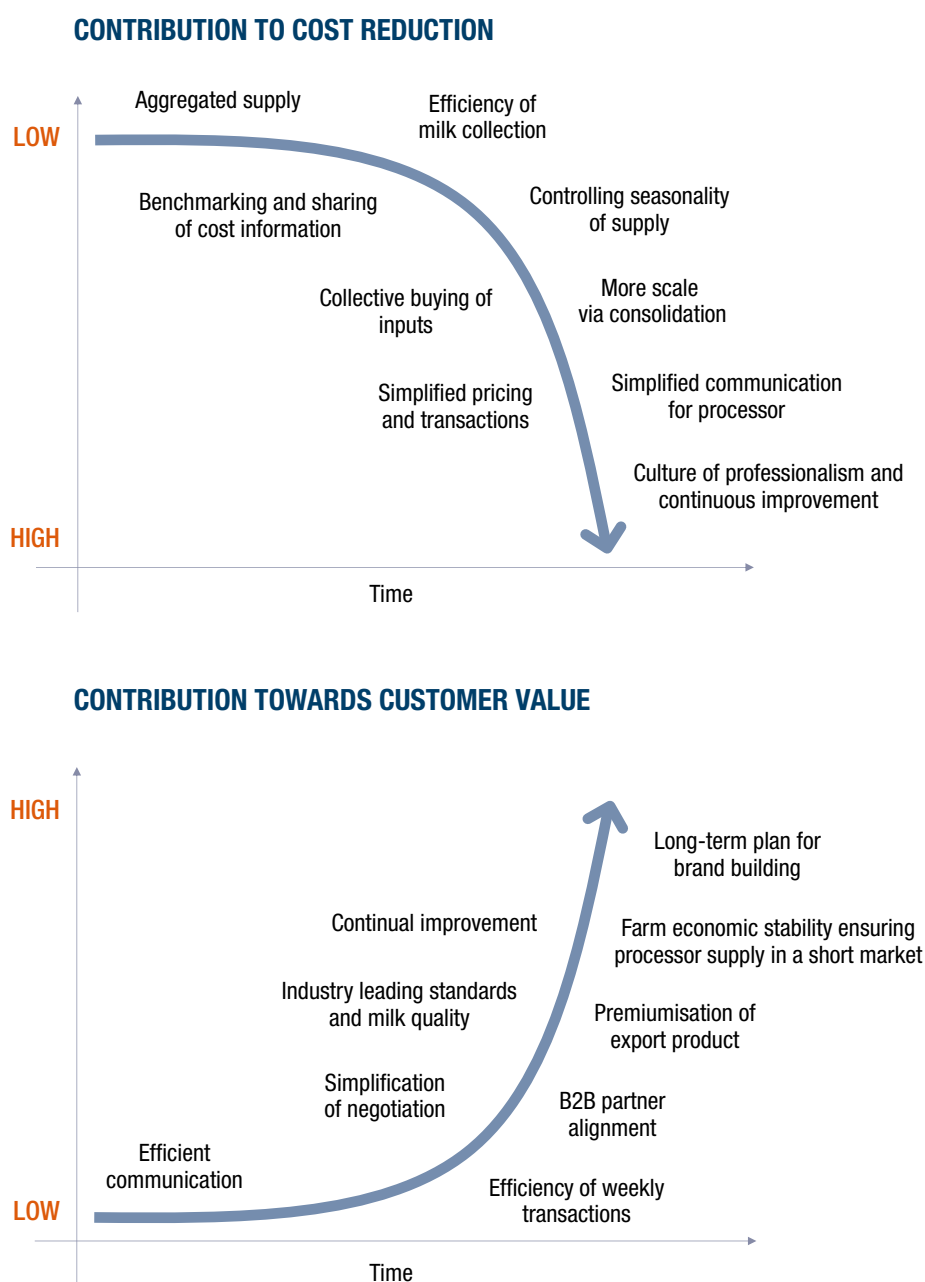 CONTRIBUTION TO COST REDUCTION
Aggregated supply
Efficiency of
milk collection
LOW
Benchmarking and sharing
of cost information
Controlling seasonality
of supply
Collective buying of
inputs
More scale
via consolidation
Simplified pricing
and transactions
Simplified communication
for processor
Culture of professionalism and
continuous improvement
HIGH
Time
CONTRIBUTION TOWARDS CUSTOMER VALUE
HIGH
Long-term plan for
brand building
Continual improvement
Farm economic stability ensuring
processor supply in a short market
Industry leading standards
and milk quality
Premiumisation of
export product
Simplification
of negotiation
B2B partner
alignment
Efficient
communication
Efficiency of weekly
transactions
LOW
Time